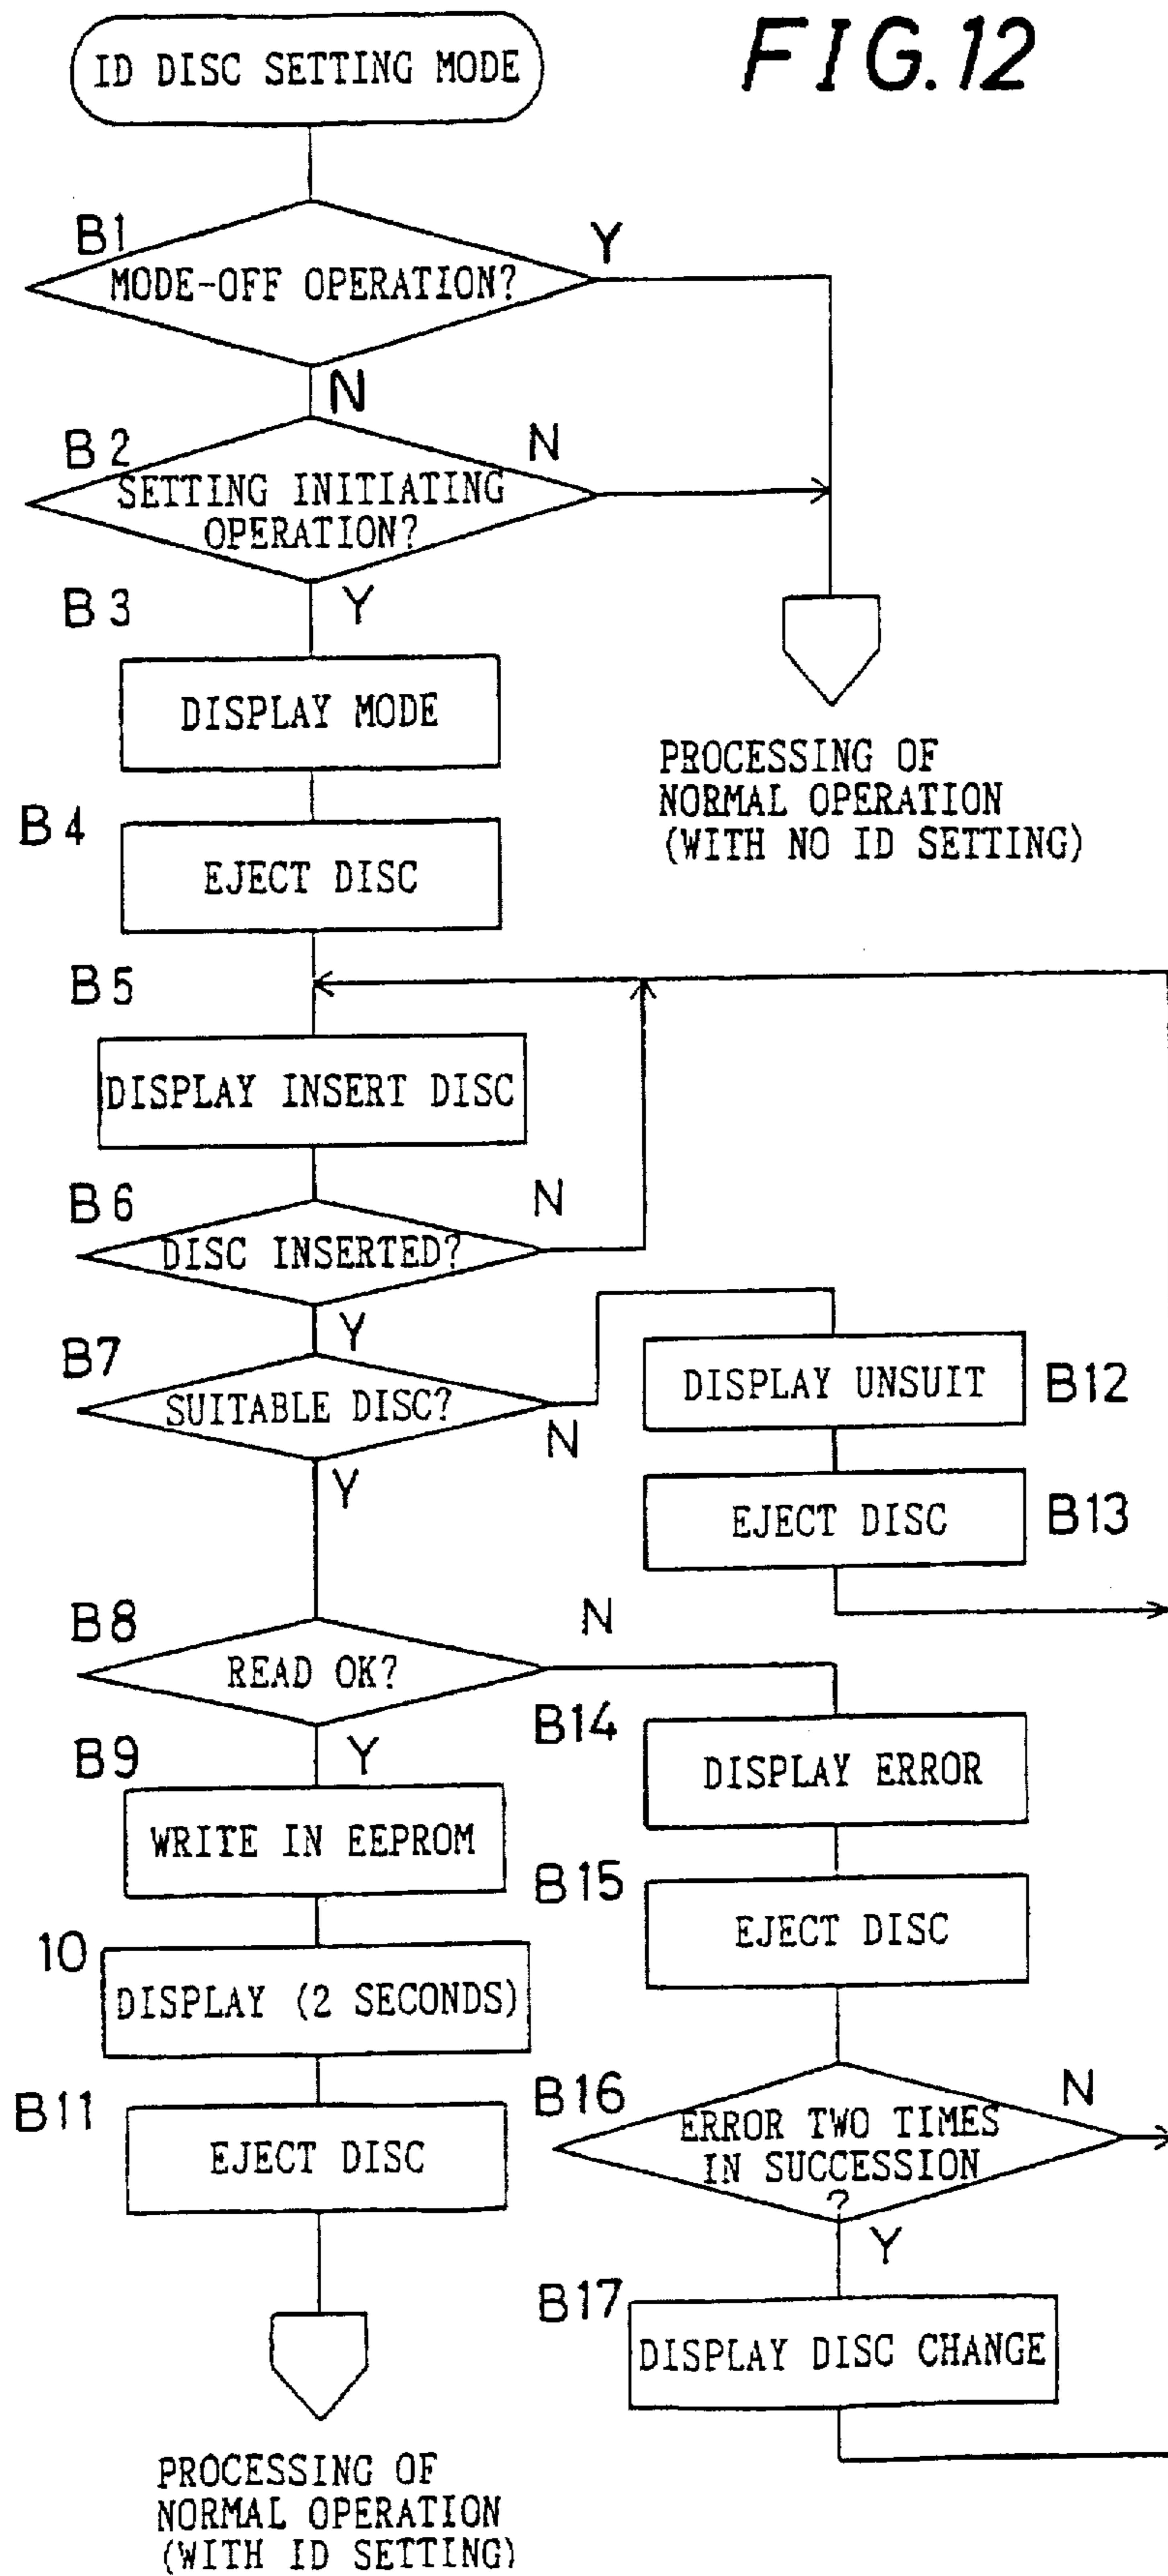 FIG.12
ID DISC SETTING MODE
B1
Y
MODE-OFF OPERATION?
N
B2
N
SETTING INITIATING
OPERATION?
B3
Y
DISPLAY MODE
PROCESSING OF
NORMAL OPERATION
(WITH NO ID SETTING)
B4
EJECT DISC
B5
DISPLAY INSERT DISC
B6
N
DISC INSERTED?
Y
B7
SUITABLE DISC?
N
Y
DISPLAY UNSUIT
B12
EJECT DISC
B13
B8
N
READ OK?
Y
B14
DISPLAY ERROR
B9
WRITE IN EEPROM
B15
EJECT DISC
10
DISPLAY (2 SECONDS)
B11
EJECT DISC
B16
N
ERROR TWO TIMES
IN SUCCESSION
?
Y
B17
DISPLAY DISC CHANGE
PROCESSING OF
NORMAL OPERATION
(WITH ID SETTING)